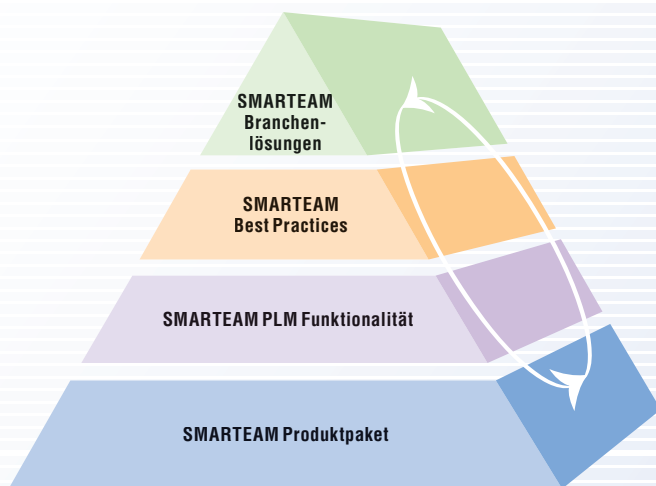 SMARTEAM
Branchen-
lösungen
SMARTEAM
Best Practices
SMARTEAM PLM Funktionalität
SMARTEAM Produktpaket